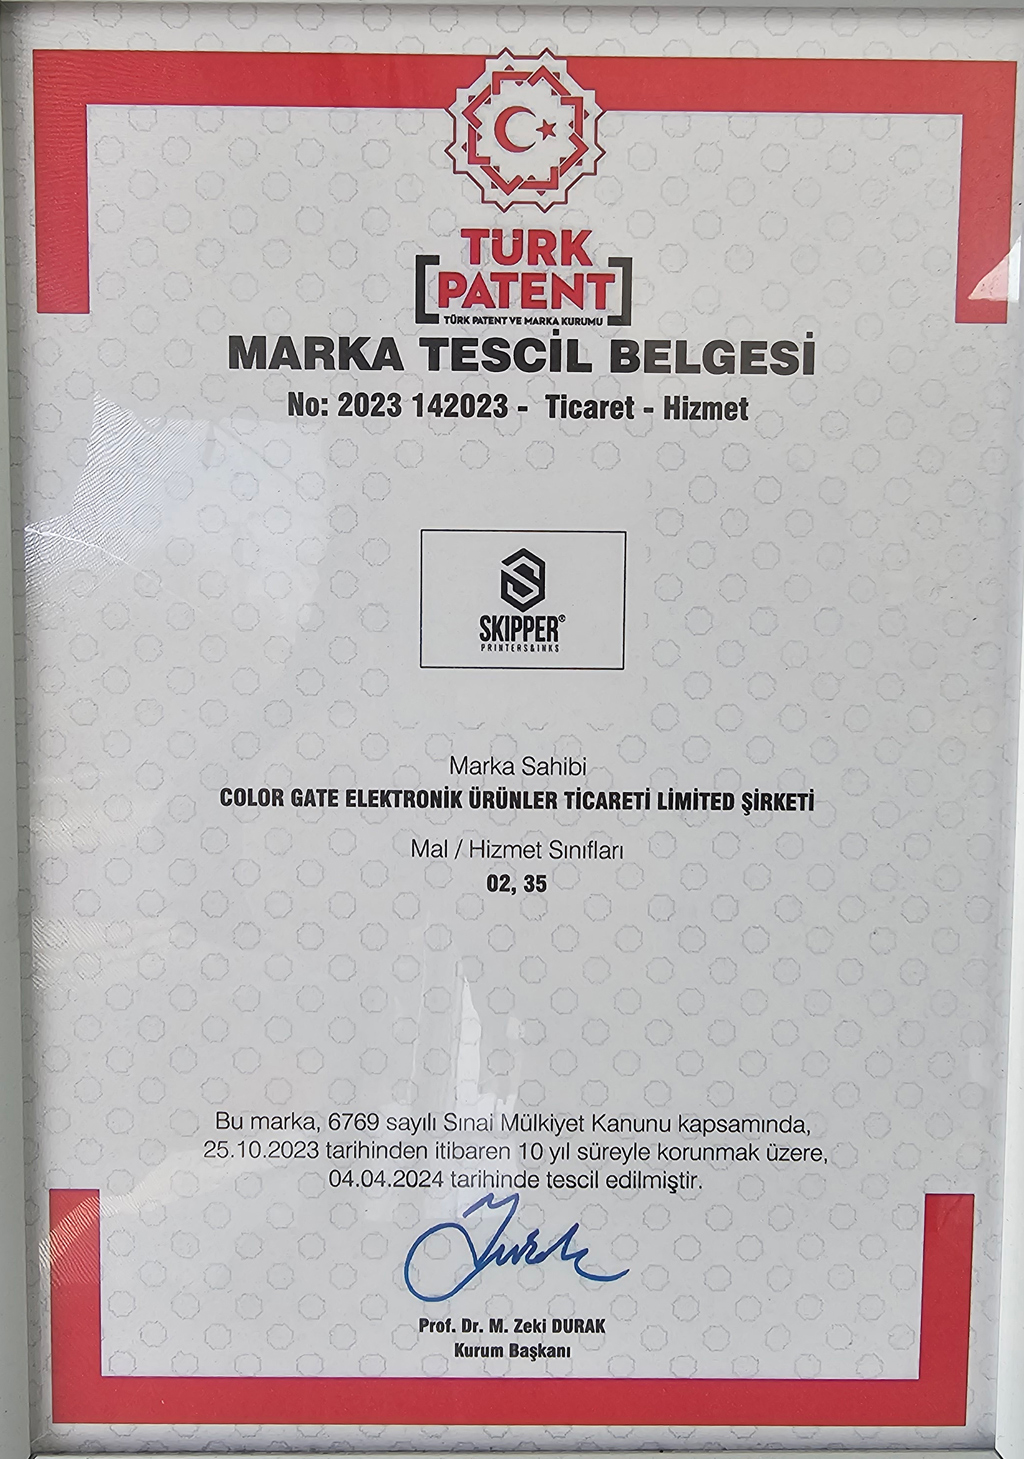 TÜRK
PATENT
TÜRK PATENT VE MARKA KURUMU
MARKA TESCİL BELGESİ
No: 2023 142023 - Ticaret - Hizmet
S
SKIPPER®
PRINTERS&INKS
Marka Sahibi
COLOR GATE ELEKTRONİK ÜRÜNLER TİCARETİ LİMİTED ŞİRKETİ
Mal / Hizmet Sınıfları
02, 35
Bu marka, 6769 sayılı Sınai Mülkiyet Kanunu kapsamında,
25.10.2023 tarihinden itibaren 10 yıl süreyle korunmak üzere,
04.04.2024 tarihinde tescil edilmiştir.
Prof. Dr. M. Zeki DURAK
Kurum Başkanı